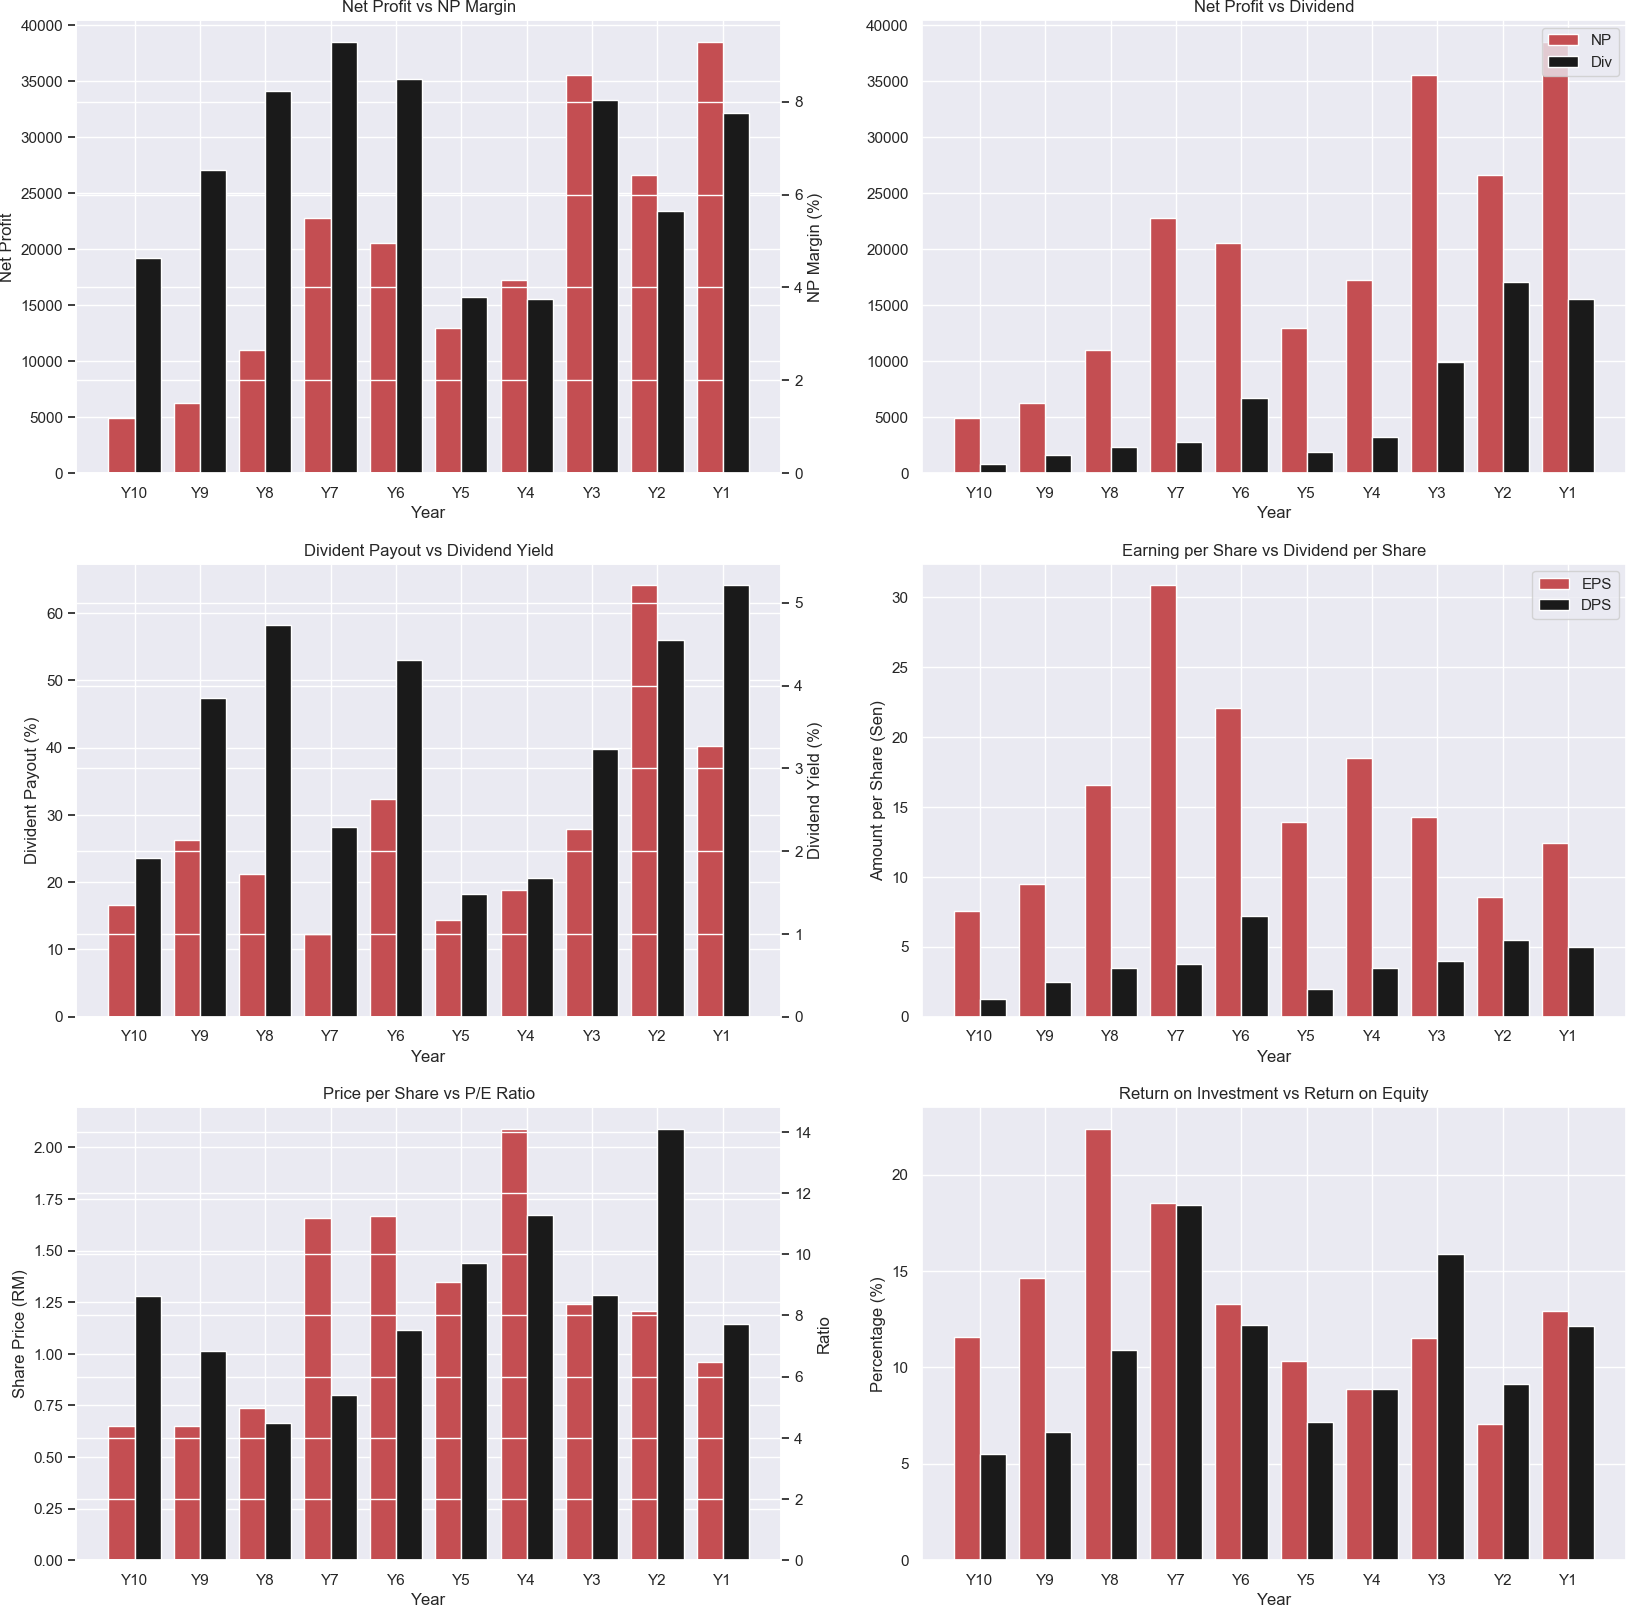 Net Profit vs NP Margin
40000
35000
30000
25000
20000
15000
10000
5000
0
Net Profit
8
6
4
2
0
NP Margin (%)
Y10 Y9 Y8 Y7 Y6 Y5 Y4 Y3 Y2 Y1
Year
Net Profit vs Dividend
40000
35000
30000
25000
20000
15000
10000
5000
0
NP
Div
Y10 Y9 Y8 Y7 Y6 Y5 Y4 Y3 Y2 Y1
Year
Divident Payout vs Dividend Yield
60
50
40
30
20
10
0
Divident Payout (%)
5
4
3
2
1
0
Dividend Yield (%)
Y10 Y9 Y8 Y7 Y6 Y5 Y4 Y3 Y2 Y1
Year
Earning per Share vs Dividend per Share
30
25
20
15
10
5
0
Amount per Share (Sen)
EPS
DPS
Y10 Y9 Y8 Y7 Y6 Y5 Y4 Y3 Y2 Y1
Year
Price per Share vs P/E Ratio
2.00
1.75
1.50
1.25
1.00
0.75
0.50
0.25
0.00
Share Price (RM)
14
12
10
8
6
4
2
0
Ratio
Y10 Y9 Y8 Y7 Y6 Y5 Y4 Y3 Y2 Y1
Year
Return on Investment vs Return on Equity
20
15
10
5
0
Percentage (%)
Y10 Y9 Y8 Y7 Y6 Y5 Y4 Y3 Y2 Y1
Year